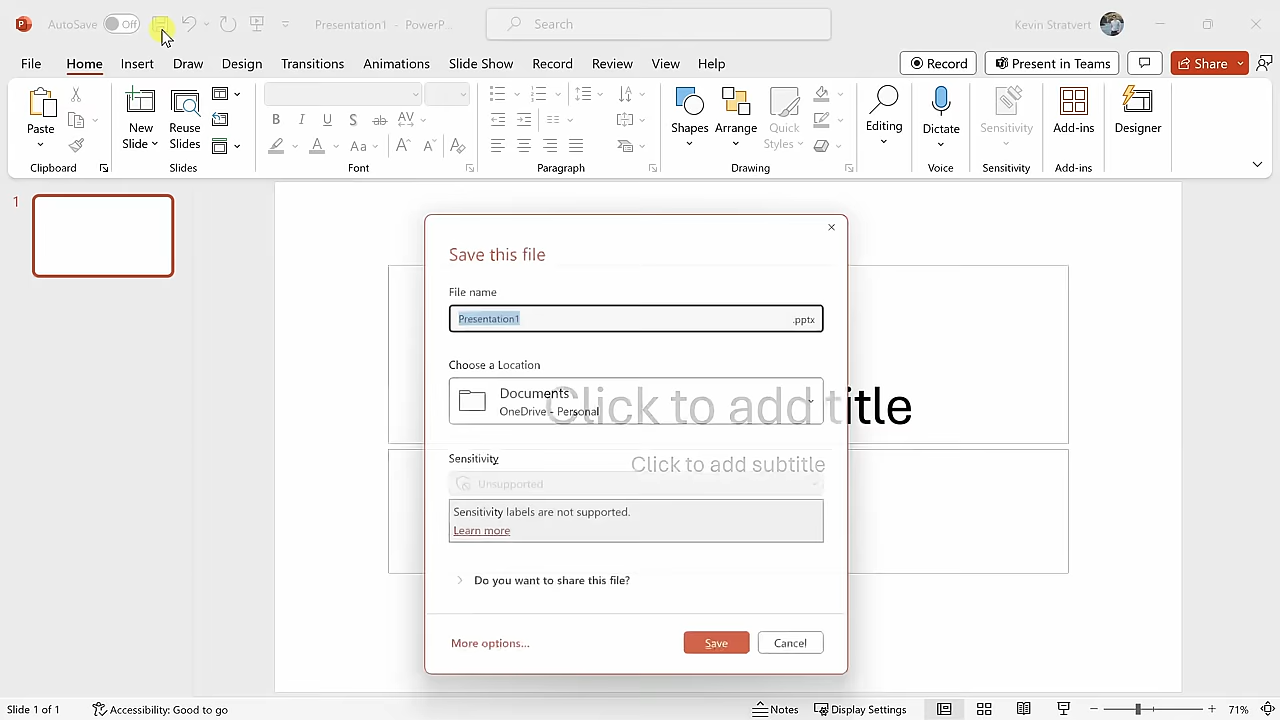 AutoSave Off Presentation1 - PowerP... Search Kevin Stratvert
File Home Insert Draw Design Transitions Animations Slide Show Record Review View Help Record Present in Teams Share
Paste New Slide Reuse Slides B I U S ab AV Aa A A Shapes Arrange Quick Styles Editing Dictate Sensitivity Add-ins Designer
Clipboard Slides Font Paragraph Drawing Voice Sensitivity Add-ins
1
Save this file
File name
Presentation1 .pptx
Choose a Location
Documents
OneDrive - Personal
Click to add title
Sensitivity
Click to add subtitle
Unsupported
Sensitivity labels are not supported.
Learn more
Do you want to share this file?
More options... Save Cancel
Slide 1 of 1 Accessibility: Good to go Notes Display Settings 71%